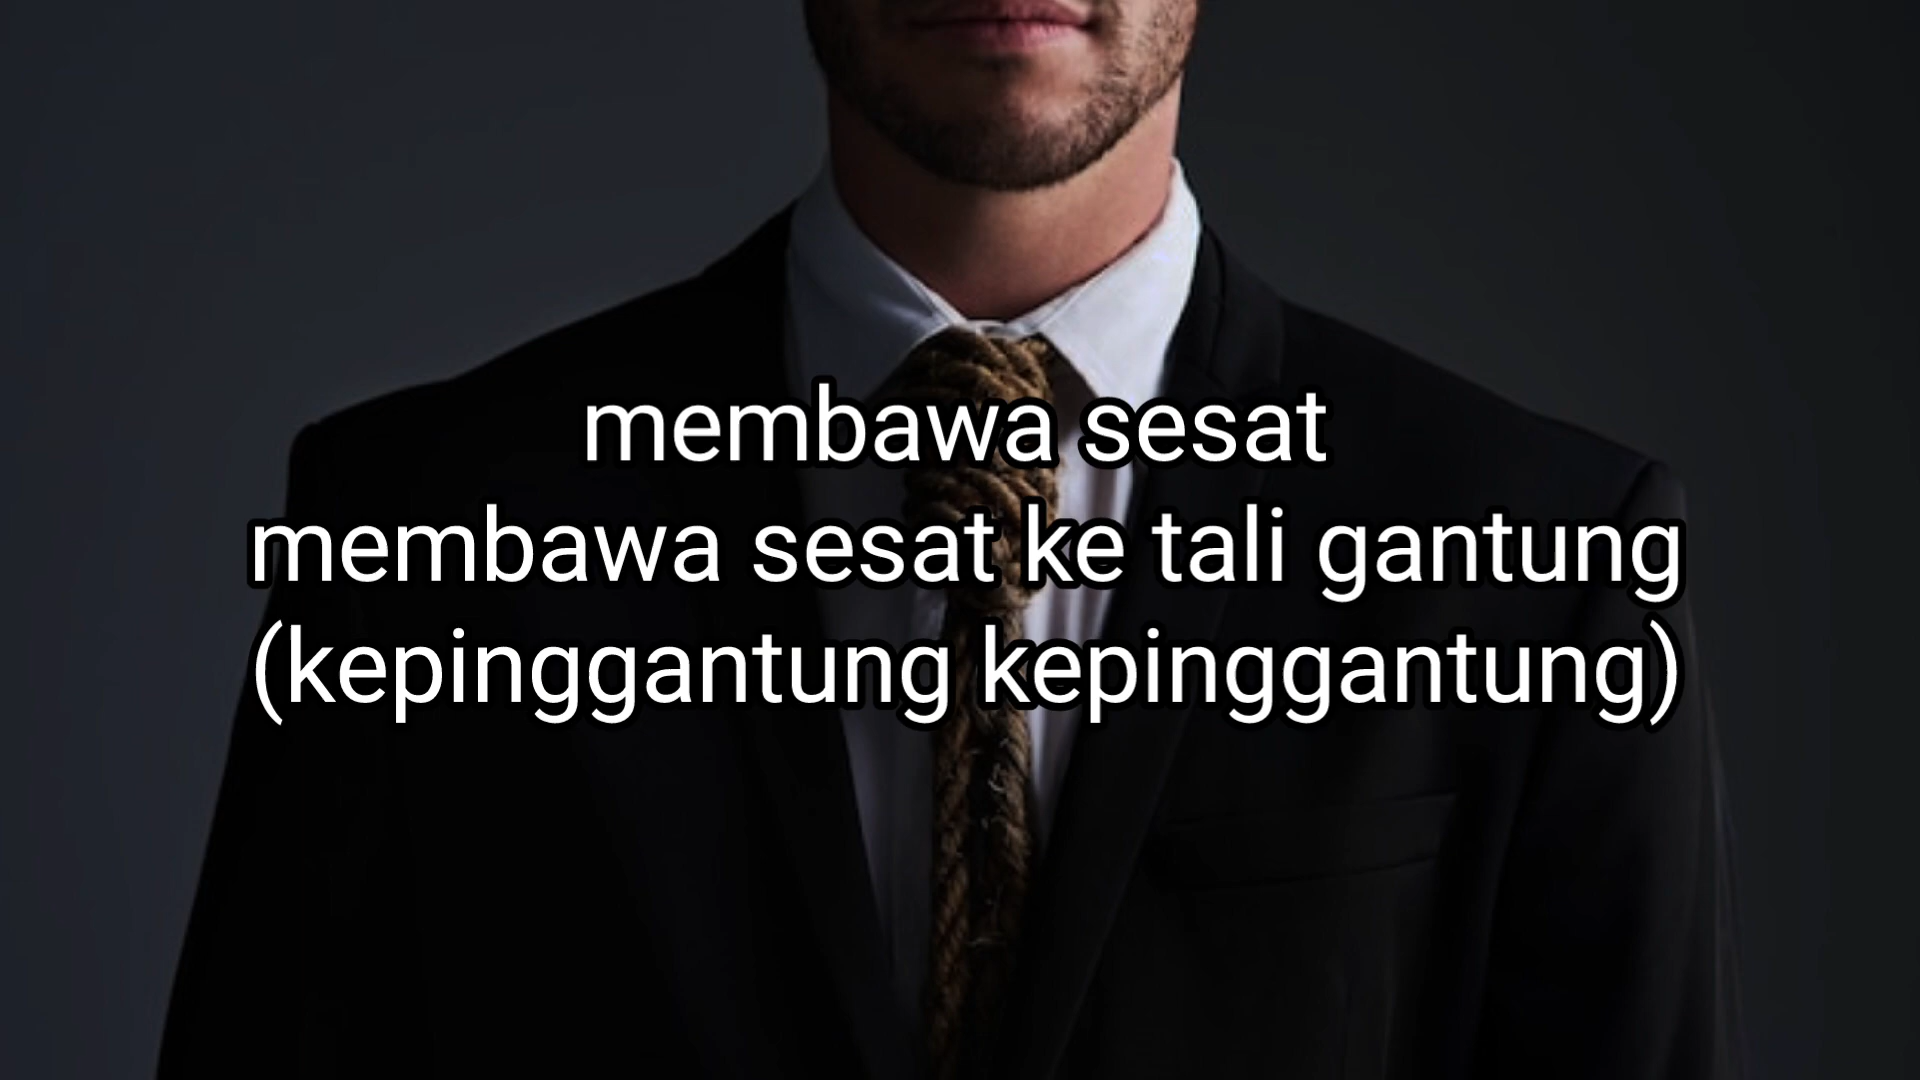 membawa sesat
membawa sesat ke tali gantung
(kepinggantung kepinggantung)